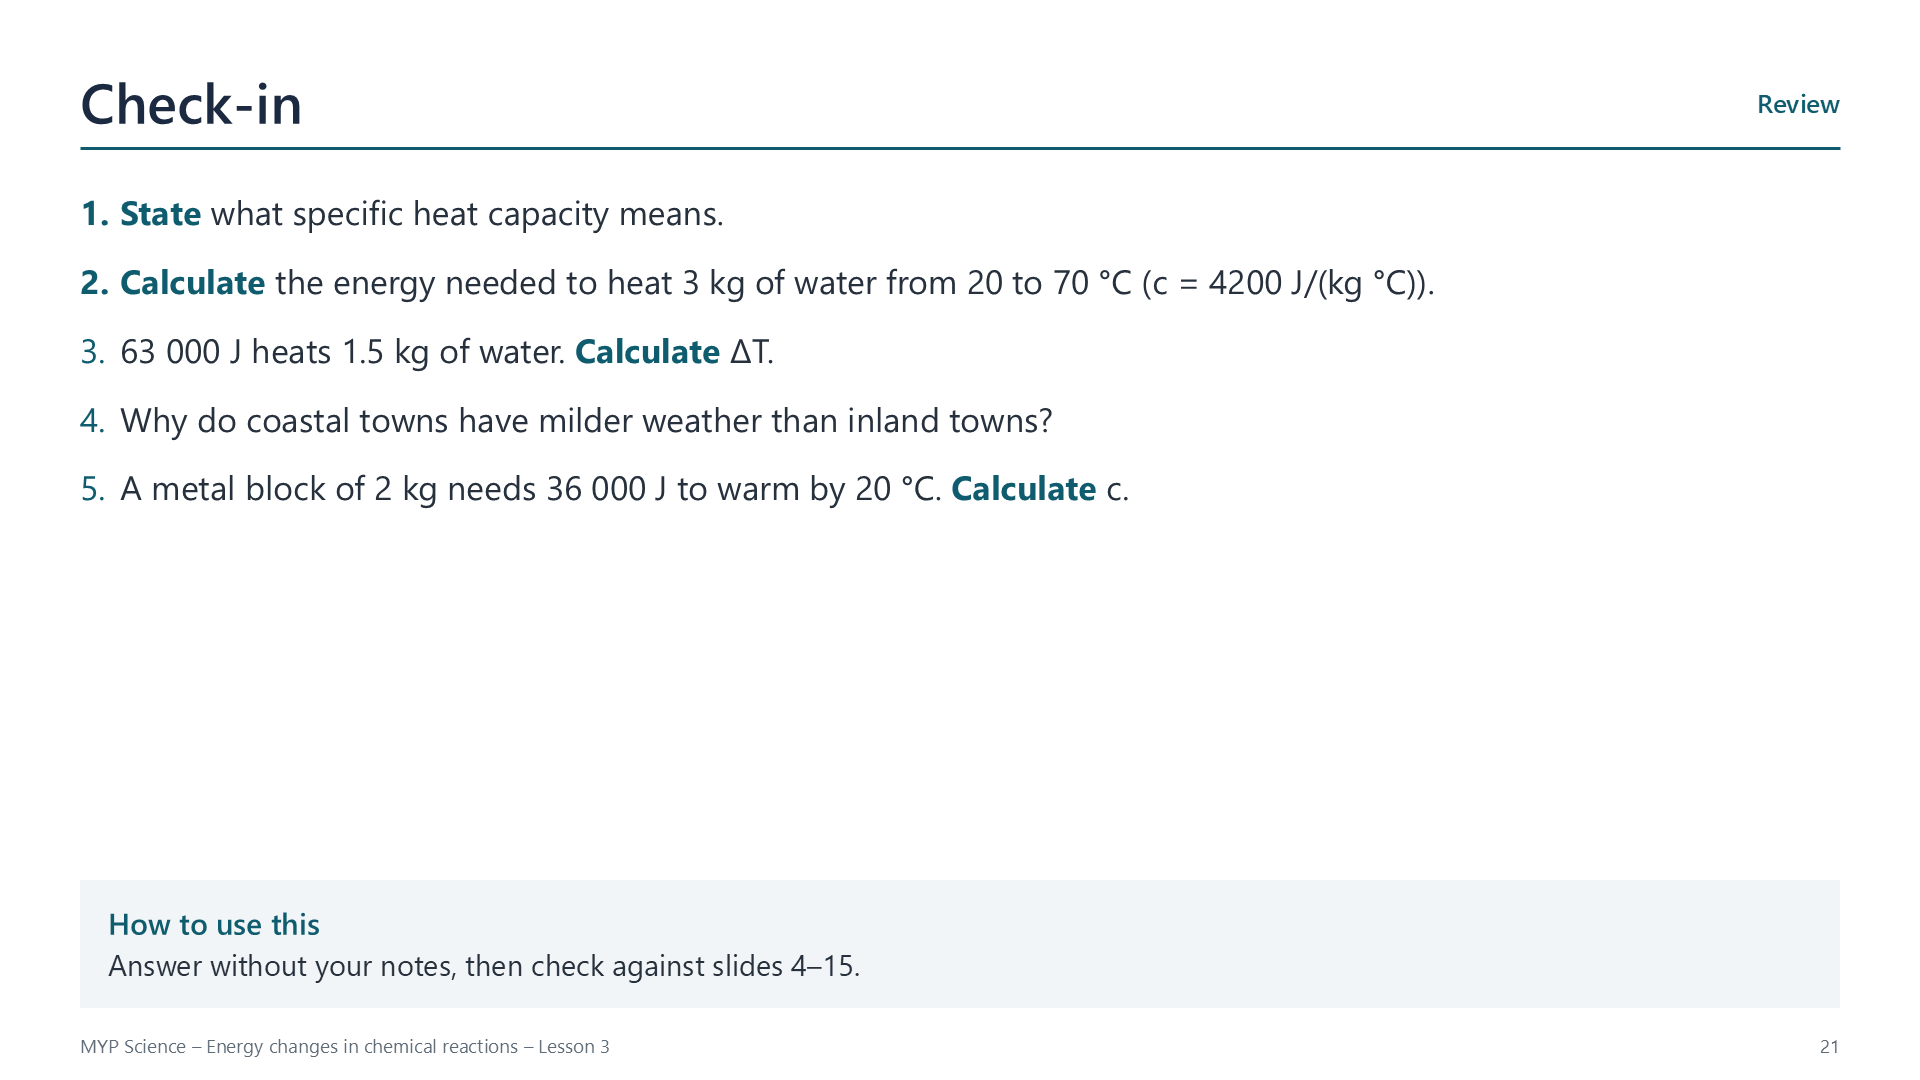 Check-in
Review
1. State what specific heat capacity means.
2. Calculate the energy needed to heat 3 kg of water from 20 to 70 °C (c = 4200 J/(kg °C)).
3. 63 000 J heats 1.5 kg of water. Calculate ΔT.
4. Why do coastal towns have milder weather than inland towns?
5. A metal block of 2 kg needs 36 000 J to warm by 20 °C. Calculate c.
How to use this
Answer without your notes, then check against slides 4–15.
MYP Science – Energy changes in chemical reactions – Lesson 3
21